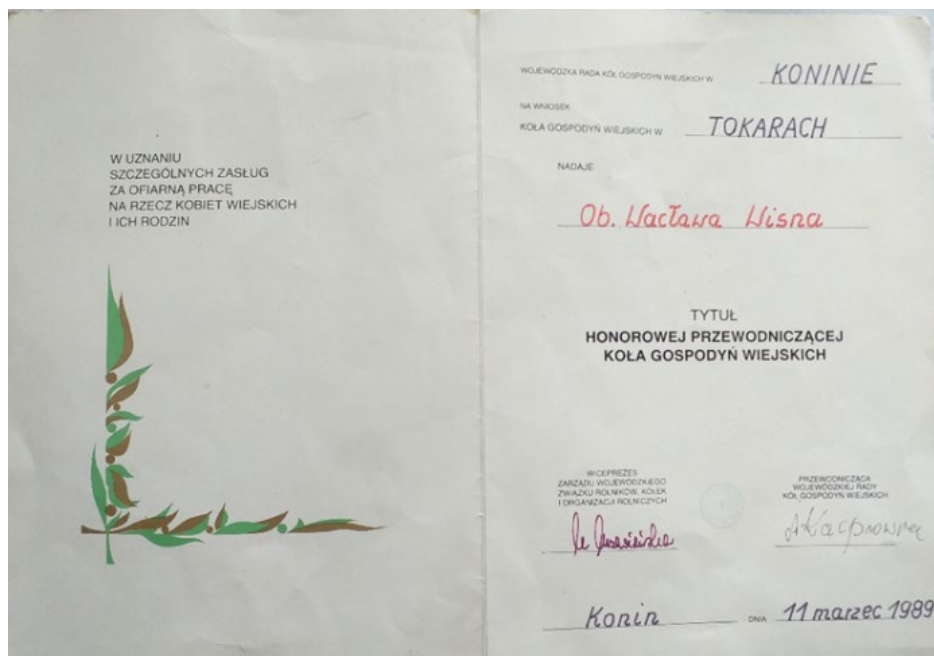 W UZNANIU
SZCZEGÓLNYCH ZASŁUG
ZA OFIARNĄ PRACĘ
NA RZECZ KOBIET WIEJSKICH
I ICH RODZIN
WOJEWÓDZKA RADA KÓŁ GOSPODYŃ WIEJSKICH W KONINIE
NA WNIOSEK
KOŁA GOSPODYŃ WIEJSKICH W TOKARACH
NADAJE
Ob. Wacława Wisna
TYTUŁ
HONOROWEJ PRZEWODNICZĄCEJ
KOŁA GOSPODYŃ WIEJSKICH
WICEPREZES
ZARZĄDU WOJEWÓDZKIEGO
ZWIĄZKU ROLNIKÓW, KÓŁEK
I ORGANIZACJI ROLNICZYCH
PRZEWODNICZĄCA
WOJEWÓDZKIEJ RADY
KÓŁ GOSPODYŃ WIEJSKICH
Konin DNIA 11 marzec 1989